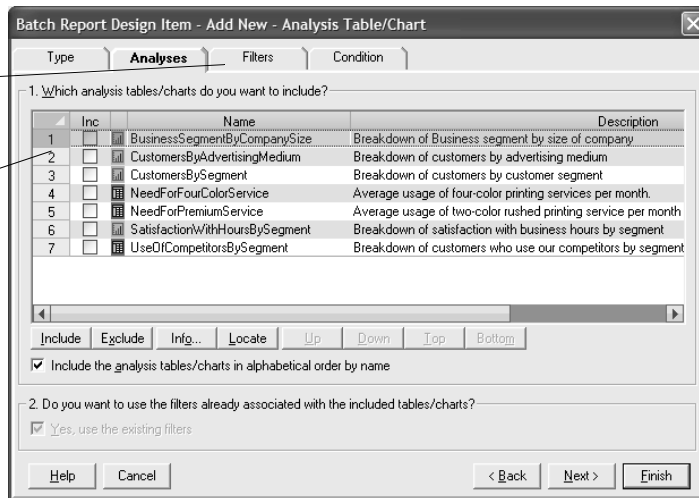 Batch Report Design Item - Add New - Analysis Table/Chart
Type Analyses Filters Condition
1. Which analysis tables/charts do you want to include?
Inc Name Description
1 BusinessSegmentByCompanySize Breakdown of Business segment by size of company
2 CustomersByAdvertisingMedium Breakdown of customers by advertising medium
3 CustomersBySegment Breakdown of customers by customer segment
4 NeedForFourColorService Average usage of four-color printing services per month.
5 NeedForPremiumService Average usage of two-color rushed printing service per month
6 SatisfactionWithHoursBySegment Breakdown of satisfaction with business hours by segment
7 UseOfCompetitorsBySegment Breakdown of customers who use our competitors by segment
Include Exclude Info... Locate Up Down Top Bottom
Include the analysis tables/charts in alphabetical order by name
2. Do you want to use the filters already associated with the included tables/charts?
Yes, use the existing filters
Help Cancel < Back Next > Finish